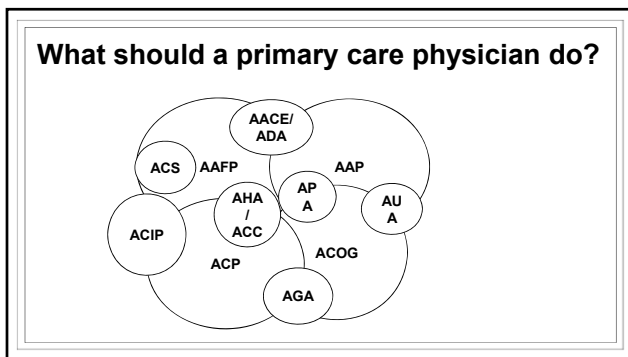 What should a primary care physician do?
AACE/
ADA
ACS
AAFP
AAP
AP
A
AHA
/
ACC
AU
A
ACIP
ACP
ACOG
AGA